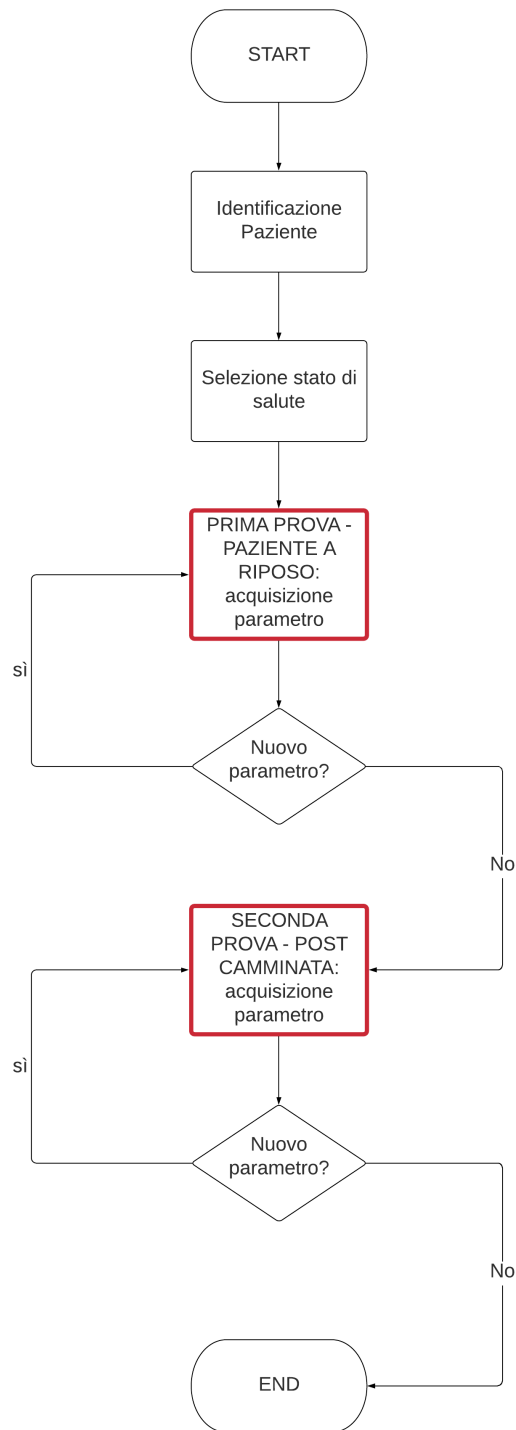 START
Identificazione
Paziente
Selezione stato di
salute
PRIMA PROVA -
PAZIENTE A
RIPOSO:
acquisizione
parametro
sì
Nuovo
parametro?
No
SECONDA
PROVA - POST
CAMMINATA:
acquisizione
parametro
sì
Nuovo
parametro?
No
END